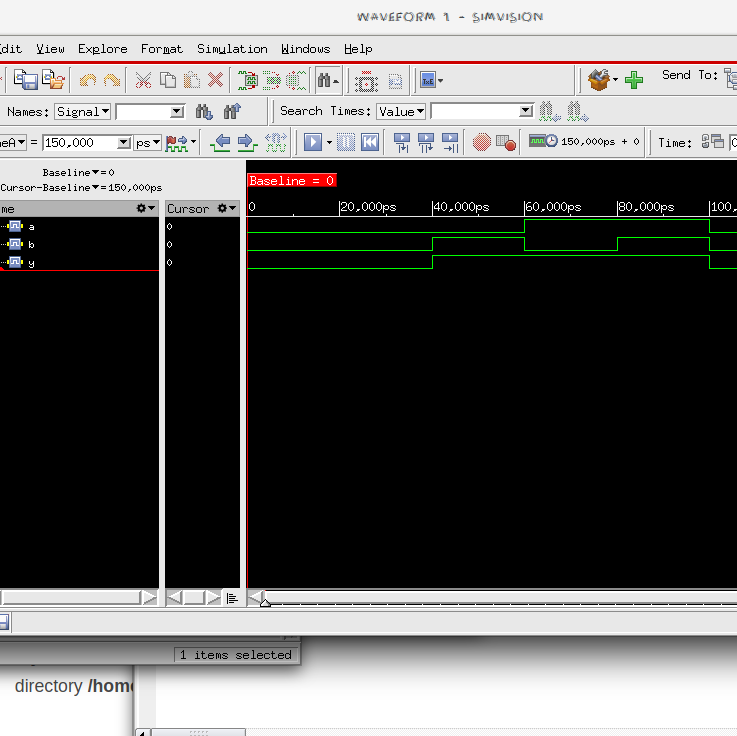 WAVEFORM 1 - SIMVISION
dit View Explore Format Simulation Windows Help
Send To:
Names: Signal Search Times: Value
eA = 150,000 ps 150,000ps + 0 Time:
Baseline=0
Cursor-Baseline=150,000ps
Baseline = 0
me Cursor 0 20,000ps 40,000ps 60,000ps 80,000ps 100,
a 0
b 0
y 0
1 items selected
directory /home